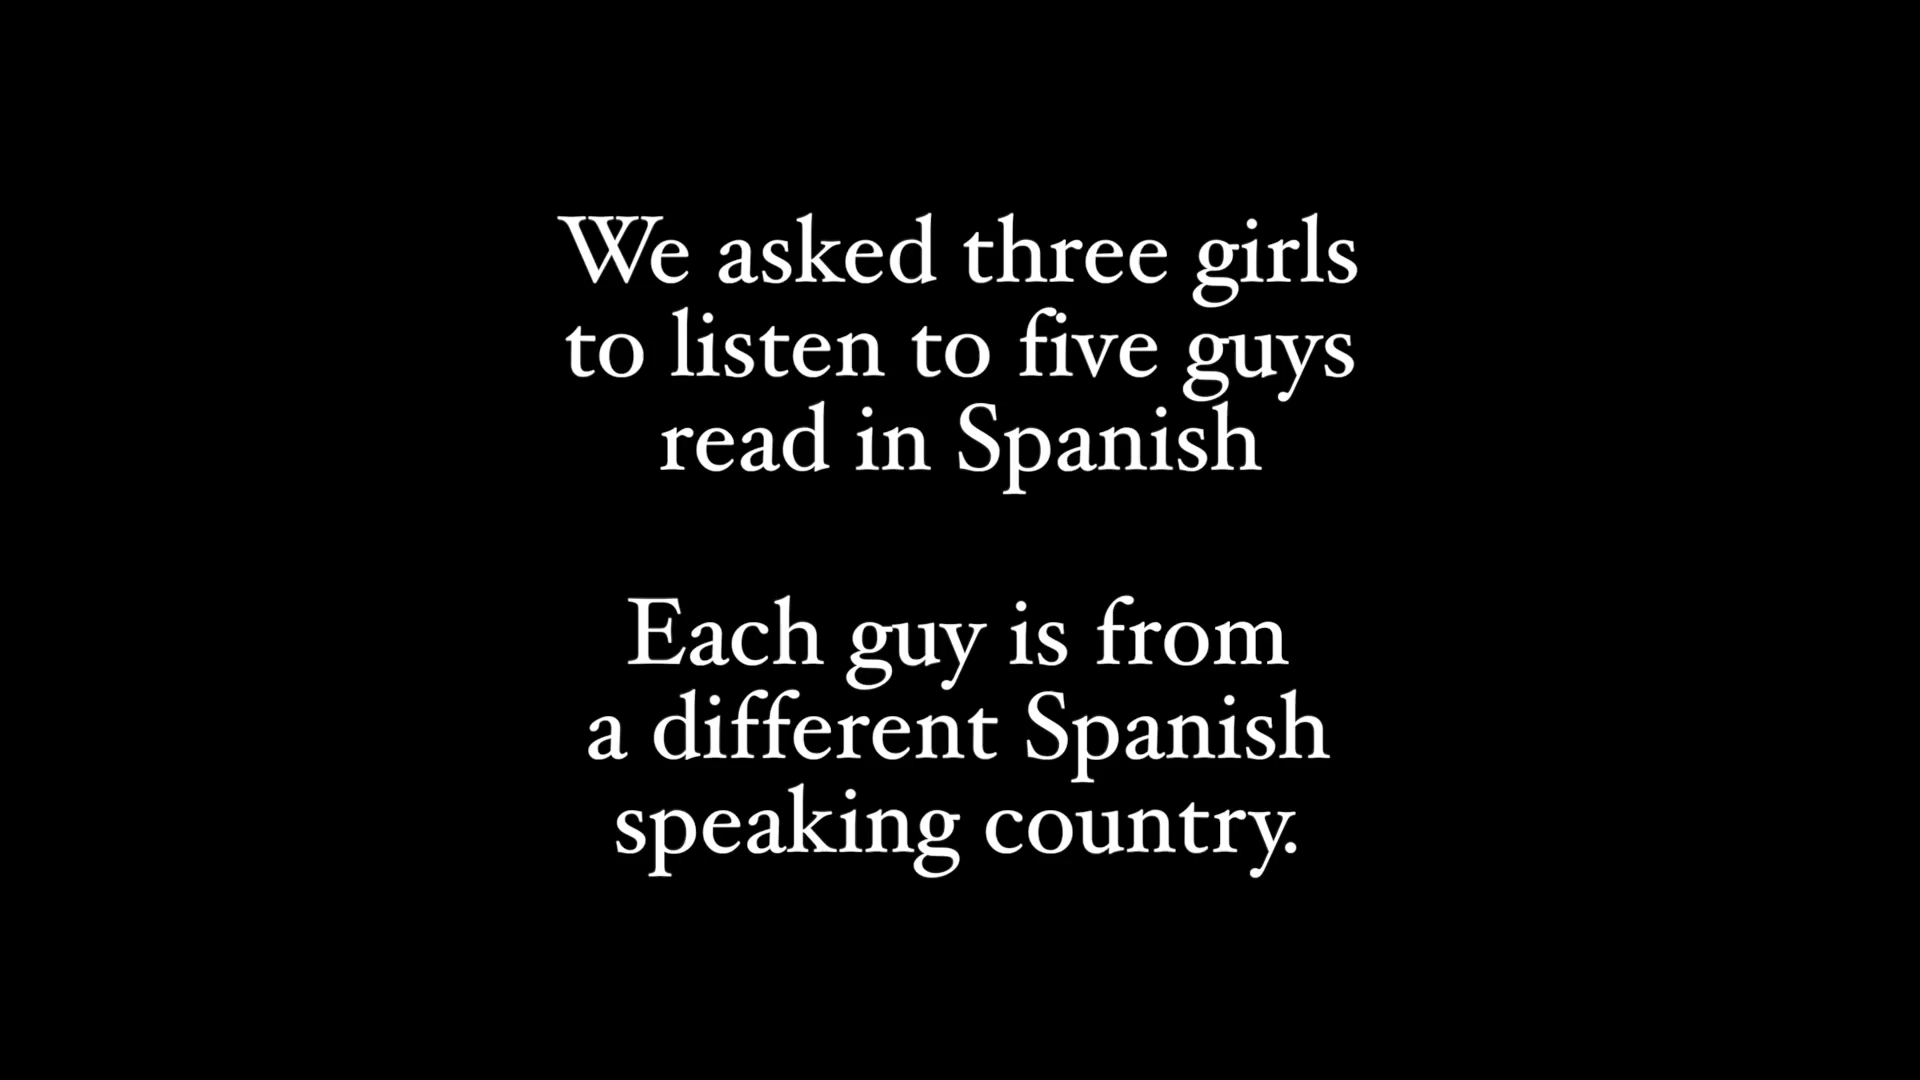 We asked three girls
to listen to five guys
read in Spanish
Each guy is from
a different Spanish
speaking country.